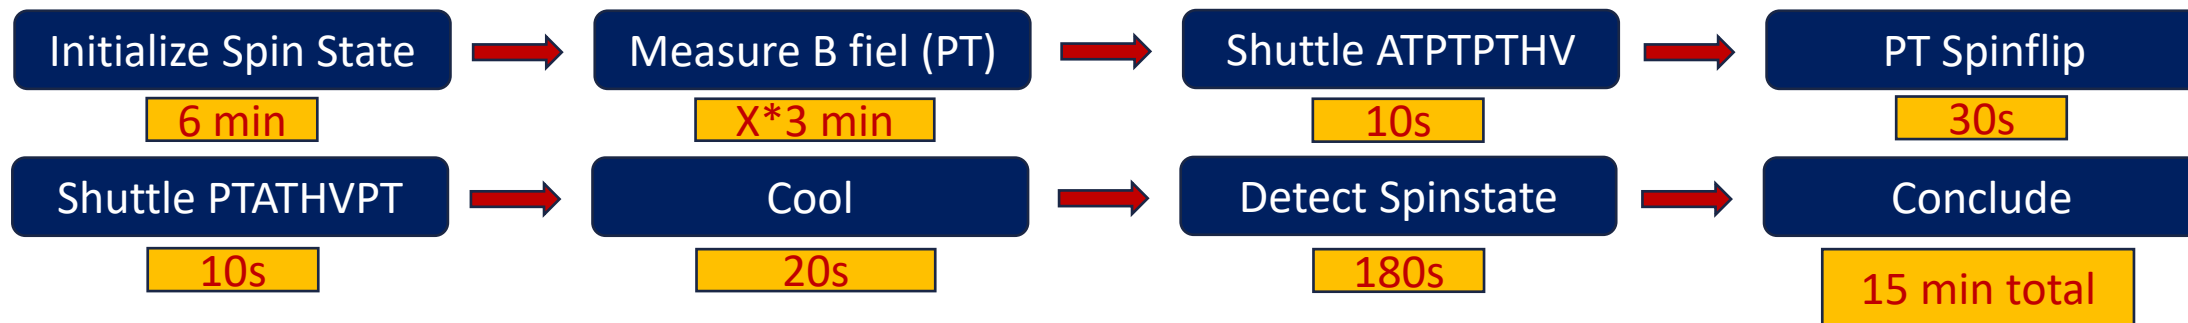 Initialize Spin State
Measure B fiel (PT)
Shuttle ATPTPTHV
PT Spinflip
6 min
X*3 min
10s
30s
Shuttle PTATHVPT
Cool
Detect Spinstate
Conclude
10s
20s
180s
15 min total